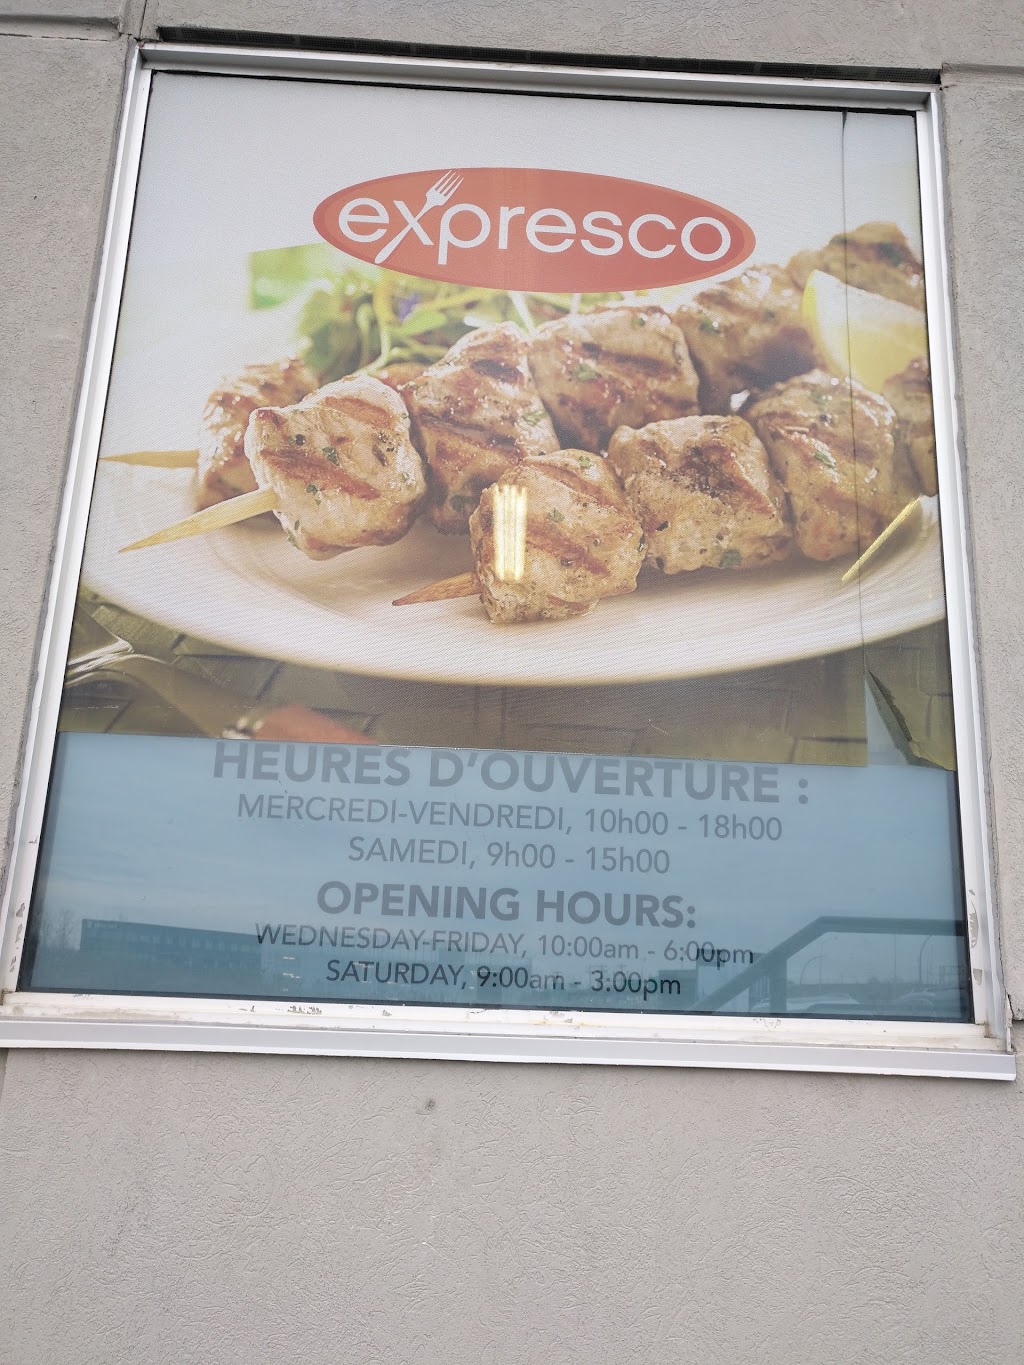 expresco
HEURES D'OUVERTURE :
MERCREDI-VENDREDI, 10h00 - 18h00
SAMEDI, 9h00 - 15h00
OPENING HOURS:
WEDNESDAY-FRIDAY, 10:00am - 6:00pm
SATURDAY, 9:00am - 3:00pm